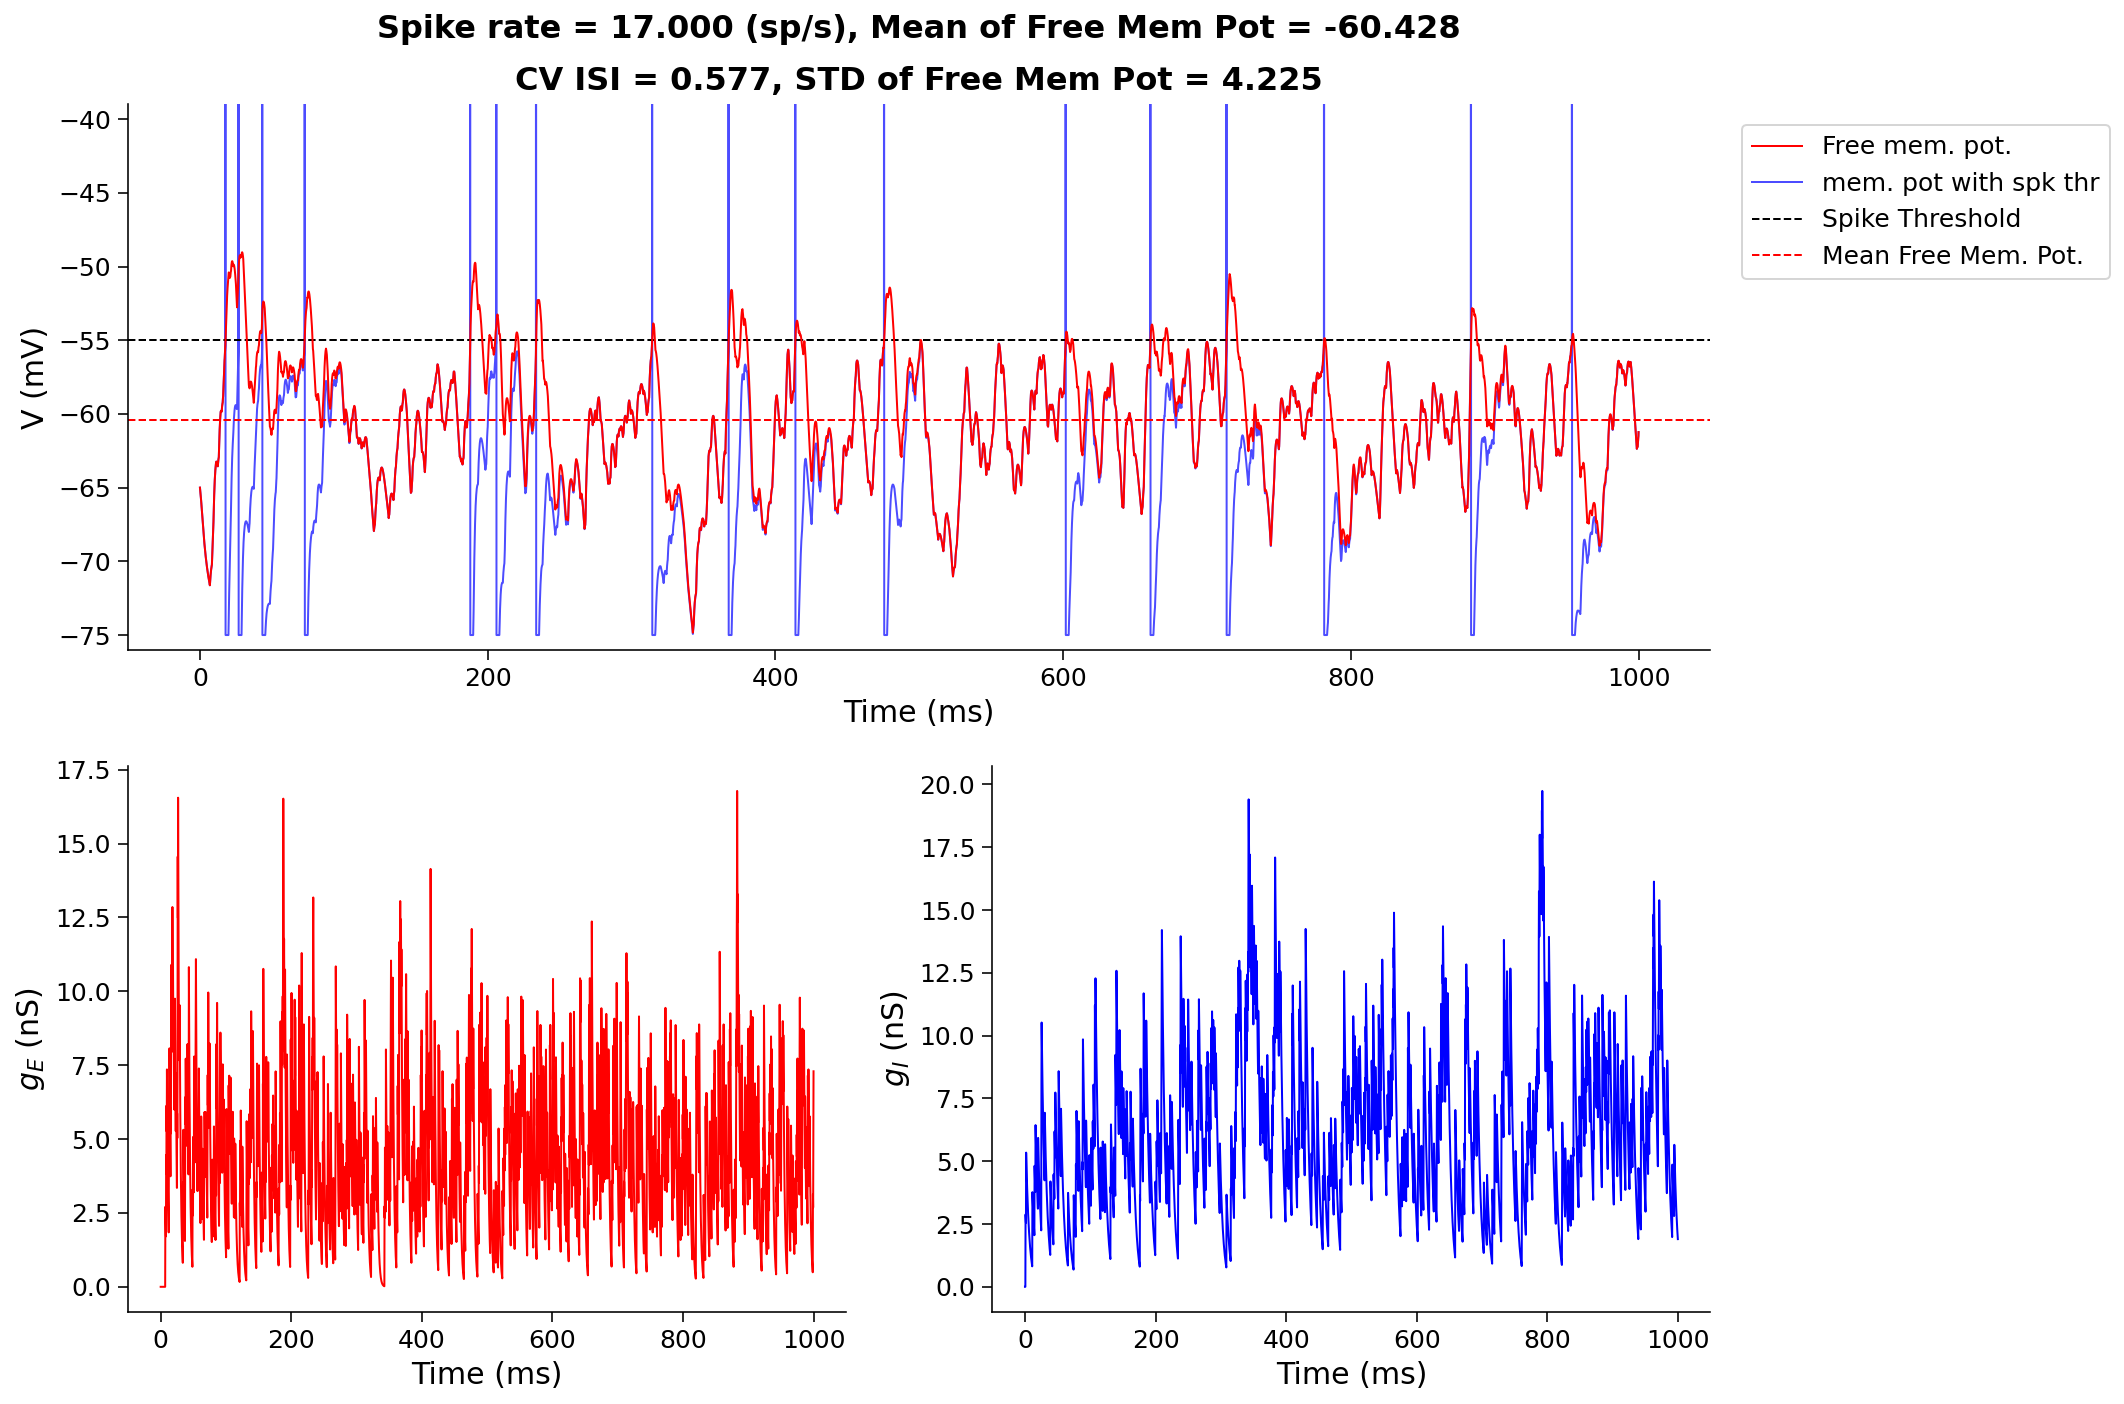 Spike rate = 17.000 (sp/s), Mean of Free Mem Pot = -60.428
CV ISI = 0.577, STD of Free Mem Pot = 4.225
−40
−45
−50
−55
−60
−65
−70
−75
V (mV)
0 200 400 600 800 1000
Time (ms)
Free mem. pot.
mem. pot with spk thr
Spike Threshold
Mean Free Mem. Pot.
17.5
15.0
12.5
10.0
7.5
5.0
2.5
0.0
g_E (nS)
0 200 400 600 800 1000
Time (ms)
20.0
17.5
15.0
12.5
10.0
7.5
5.0
2.5
0.0
g_I (nS)
0 200 400 600 800 1000
Time (ms)